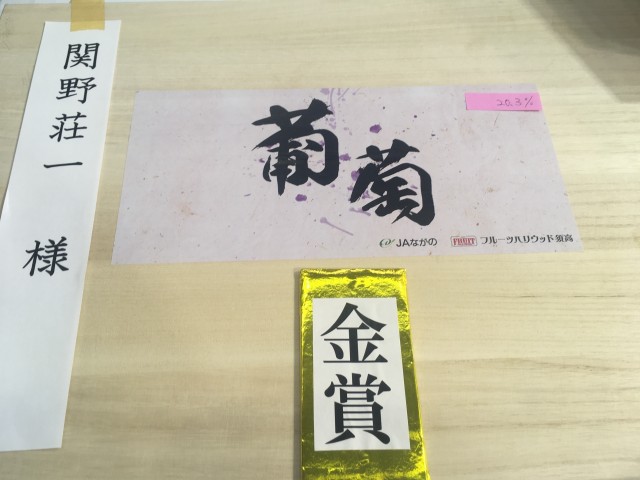 関野荘一 様
葡萄
20.3%
JAながの
FRUIT フルーツハリウッド須高
金賞